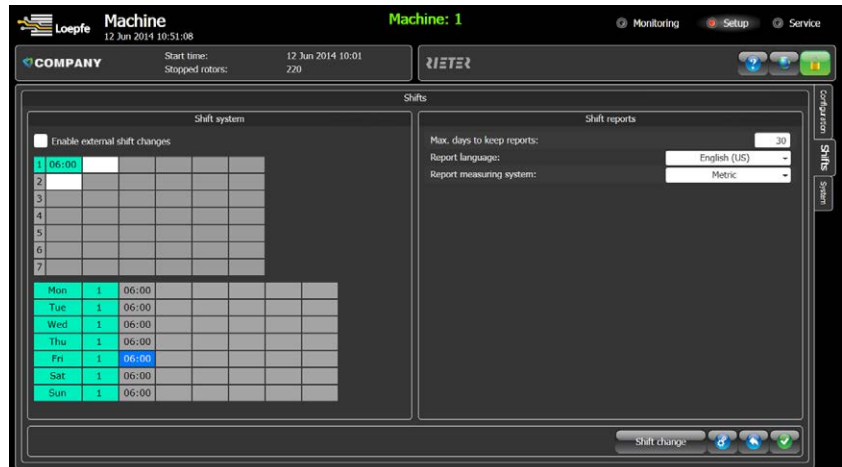 Loepfe
Machine
12 Jun 2014 10:51:08
Machine: 1
Monitoring
Setup
Service
COMPANY
Start time: 12 Jun 2014 10:01
Stopped rotors: 220
RIETER
Shifts
Configuration
Shifts
System
Shift system
Enable external shift changes
1 06:00
2
3
4
5
6
7
Mon 1 06:00
Tue 1 06:00
Wed 1 06:00
Thu 1 06:00
Fri 1 06:00
Sat 1 06:00
Sun 1 06:00
Shift reports
Max. days to keep reports: 30
Report language: English (US)
Report measuring system: Metric
Shift change